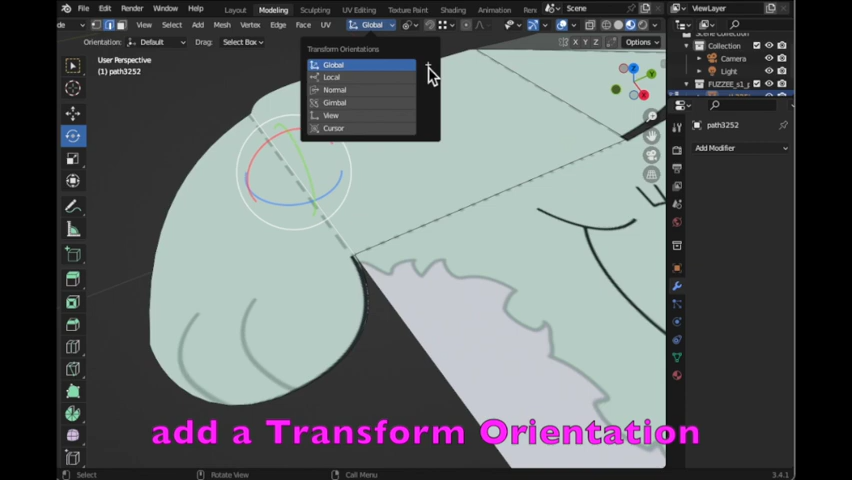 File Edit Render Window Help Layout Modeling Sculpting UV Editing Texture Paint Shading Animation Scene ViewLayer
View Select Add Mesh Vertex Edge Face UV Global
Orientation: Default Drag: Select Box Options
X Y Z
User Perspective
(1) path3252
Transform Orientations
Global
Local
Normal
Gimbal
View
Cursor
Z
Y
X
Scene Collection
Collection
Camera
Light
path3252
Add Modifier
add a Transform Orientation
Select Rotate View Call Menu 3.4.1